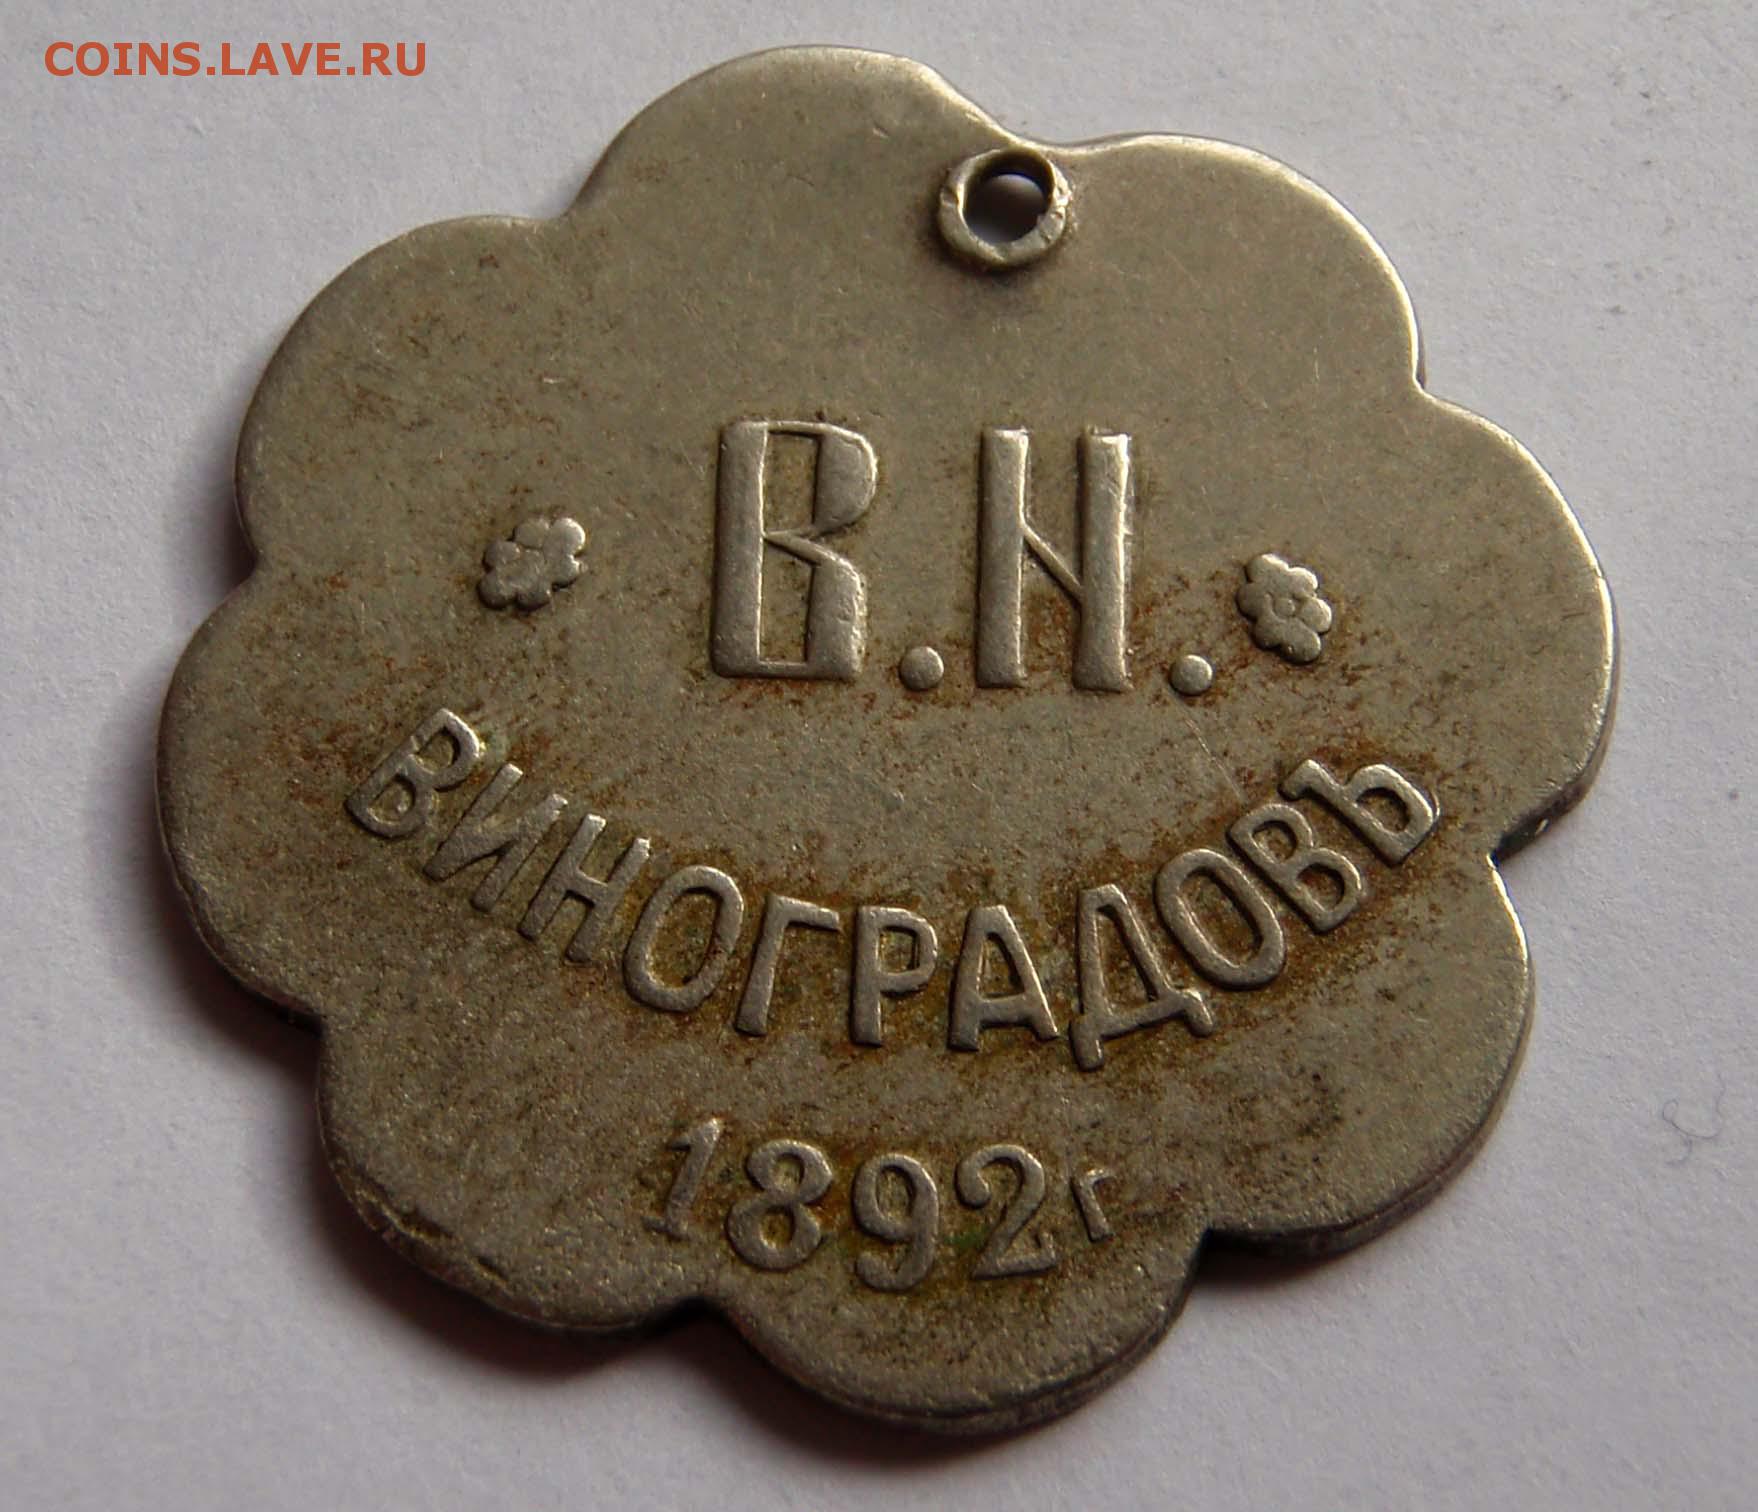 COINS.LAVE.RU
В.Н.
ВИНОГРАДОВЪ
1892г